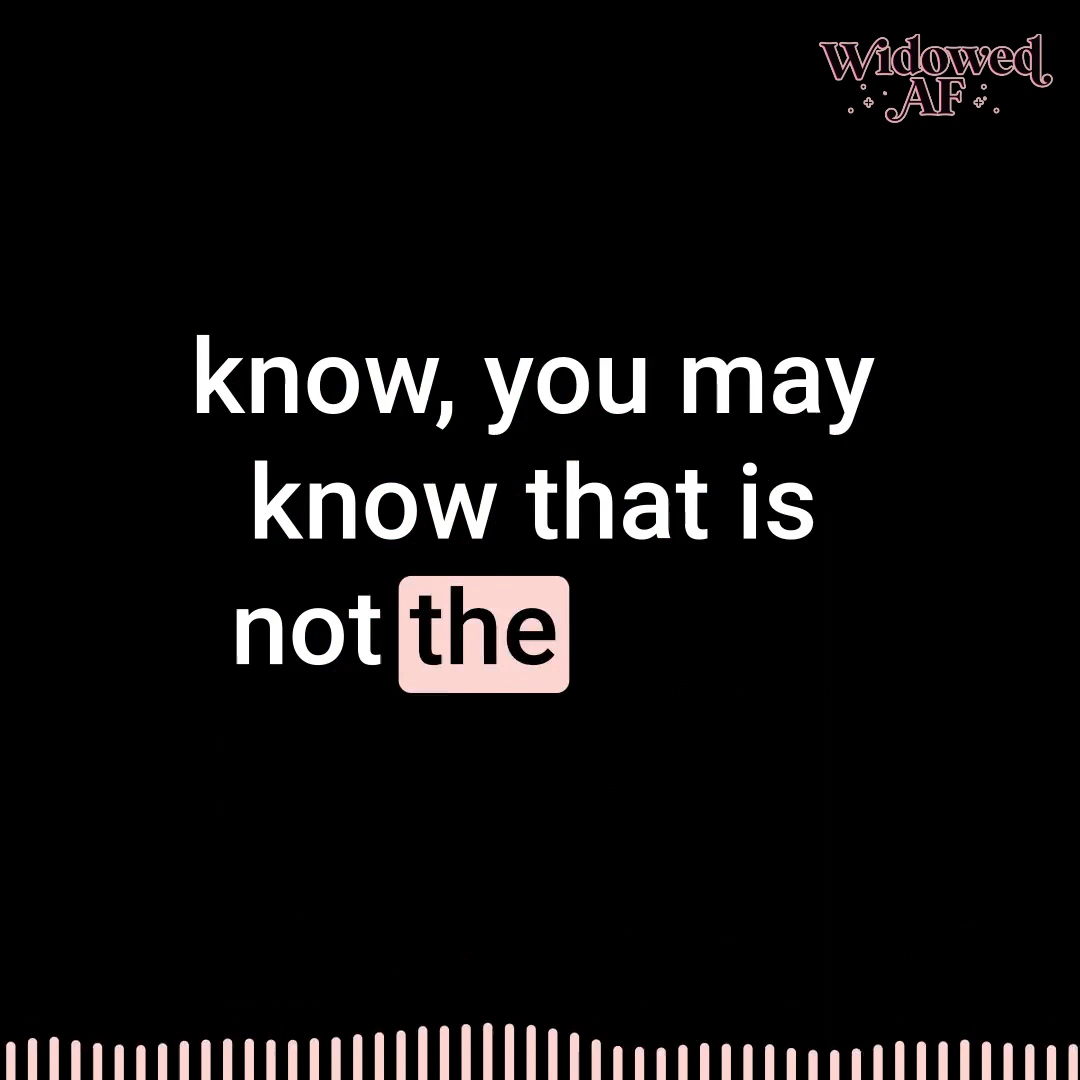 Widowed
AF
know, you may
know that is
not the